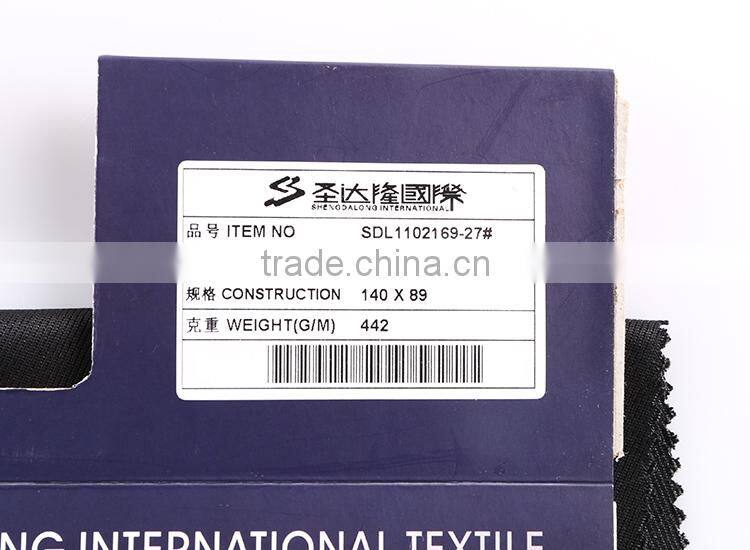 圣达隆國際
SHENGDALONG INTERNATIONAL
品号 ITEM NO SDL1102169-27#
trade.china.cn
规格 CONSTRUCTION 140 X 89
克重 WEIGHT(G/M) 442
NG INTERNATIONAL TEXTILE